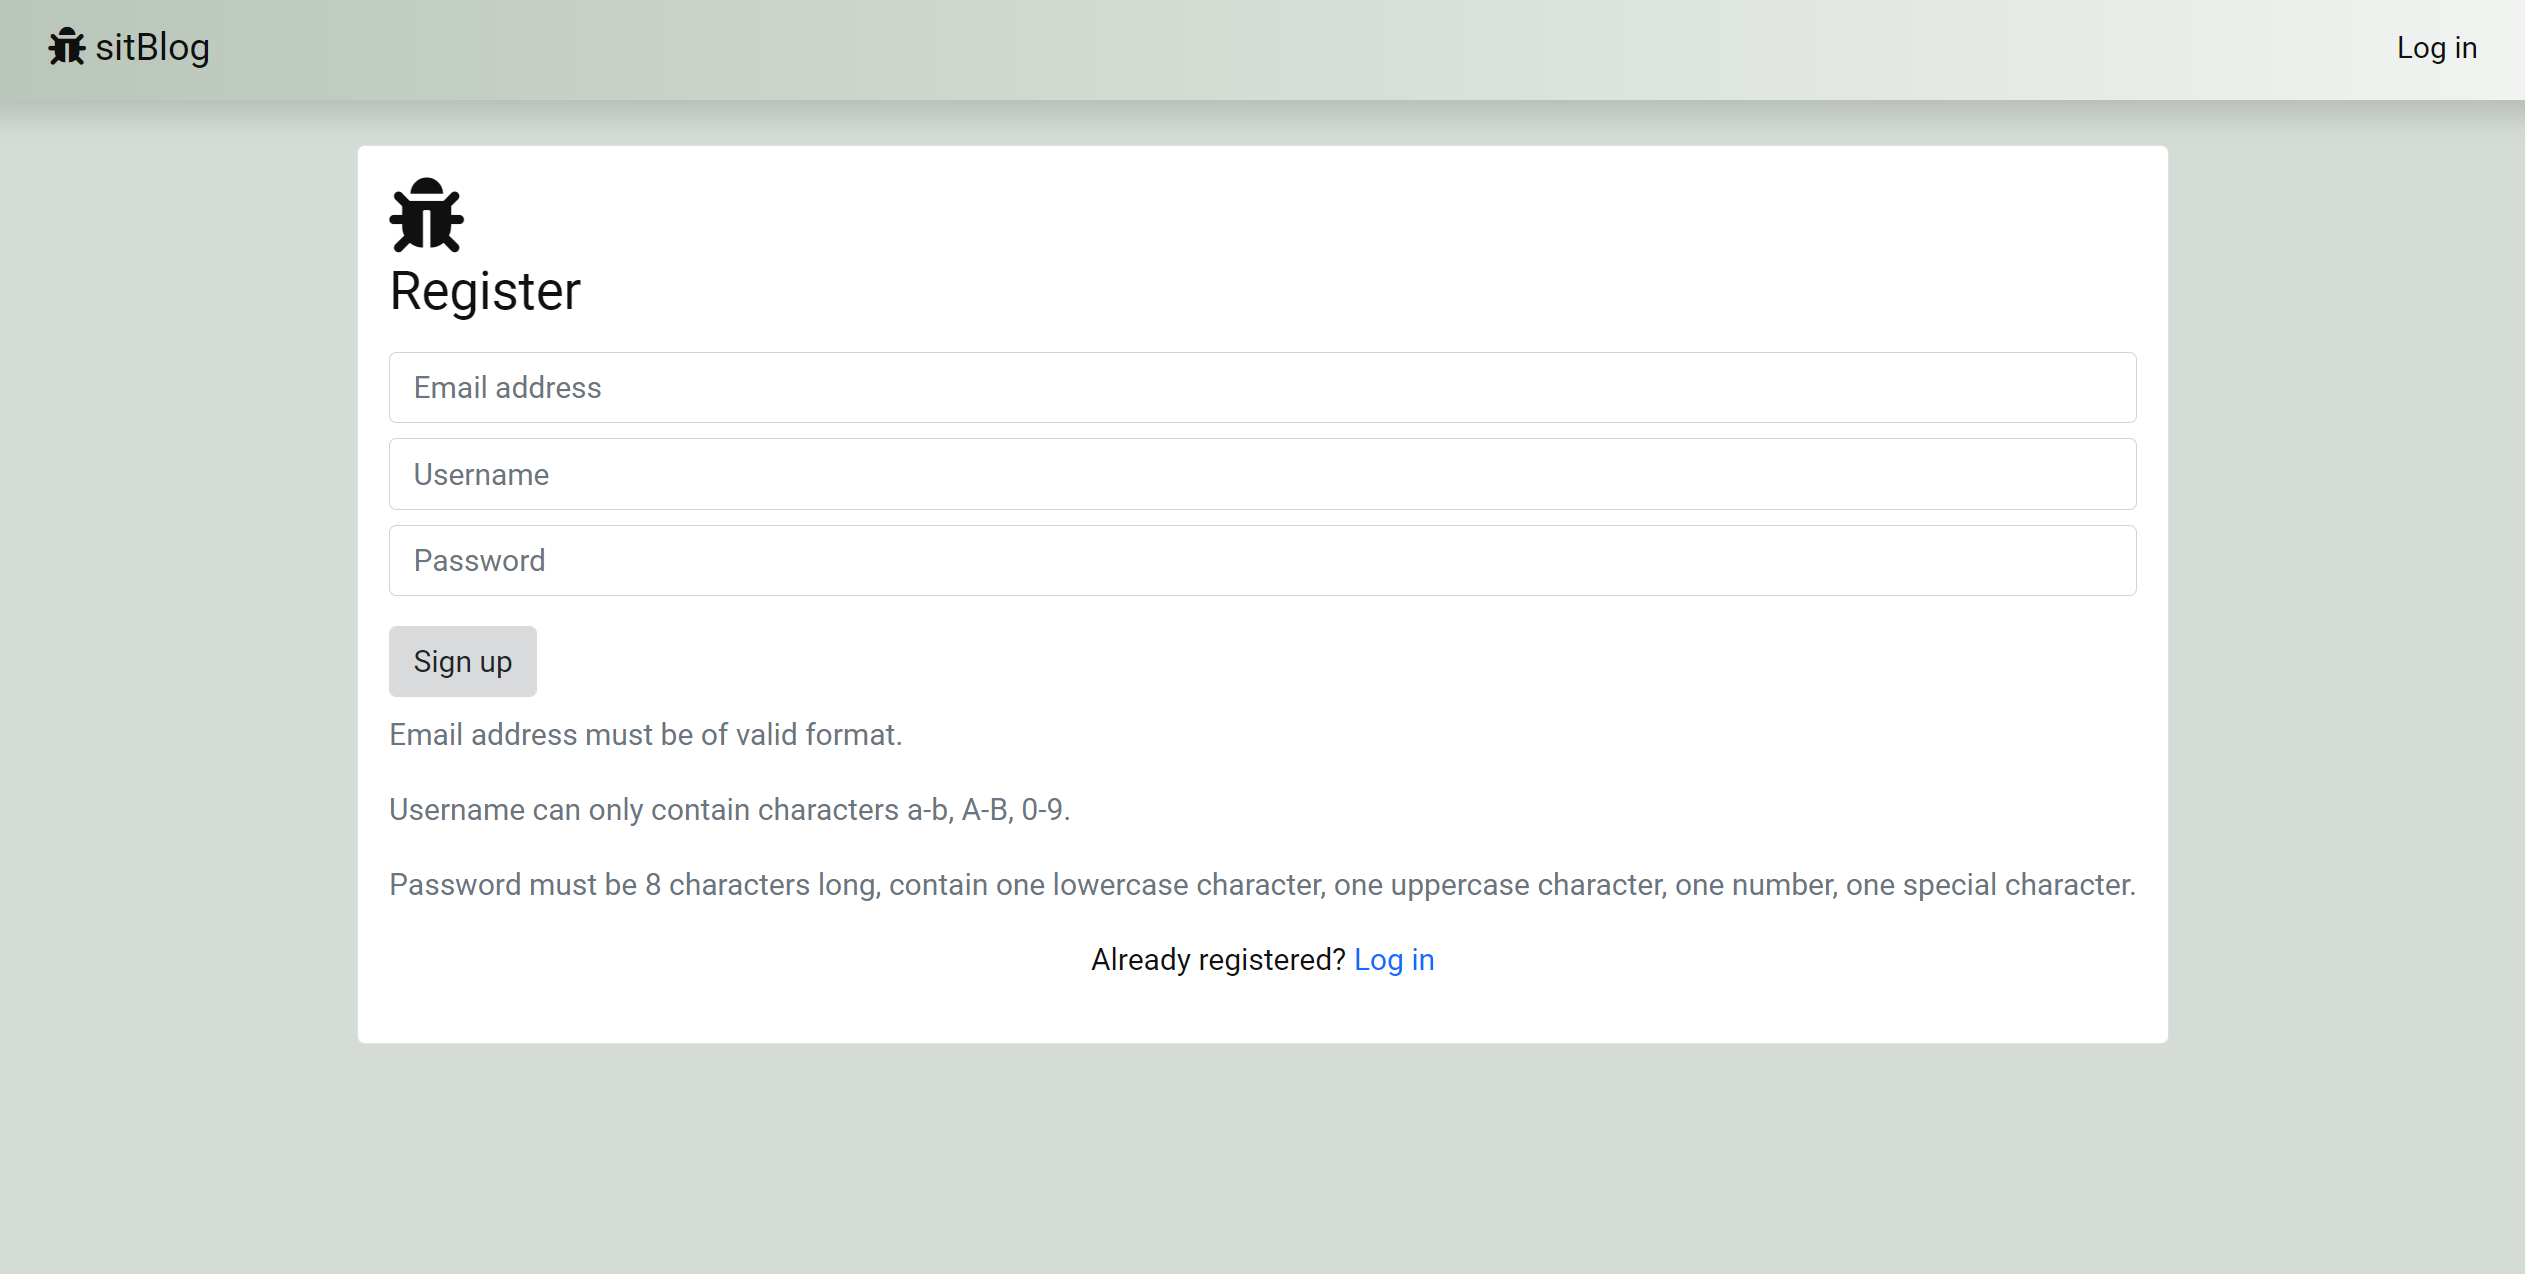 sitBlog
Log in
Register
Email address
Username
Password
Sign up
Email address must be of valid format.
Username can only contain characters a-b, A-B, 0-9.
Password must be 8 characters long, contain one lowercase character, one uppercase character, one number, one special character.
Already registered? Log in